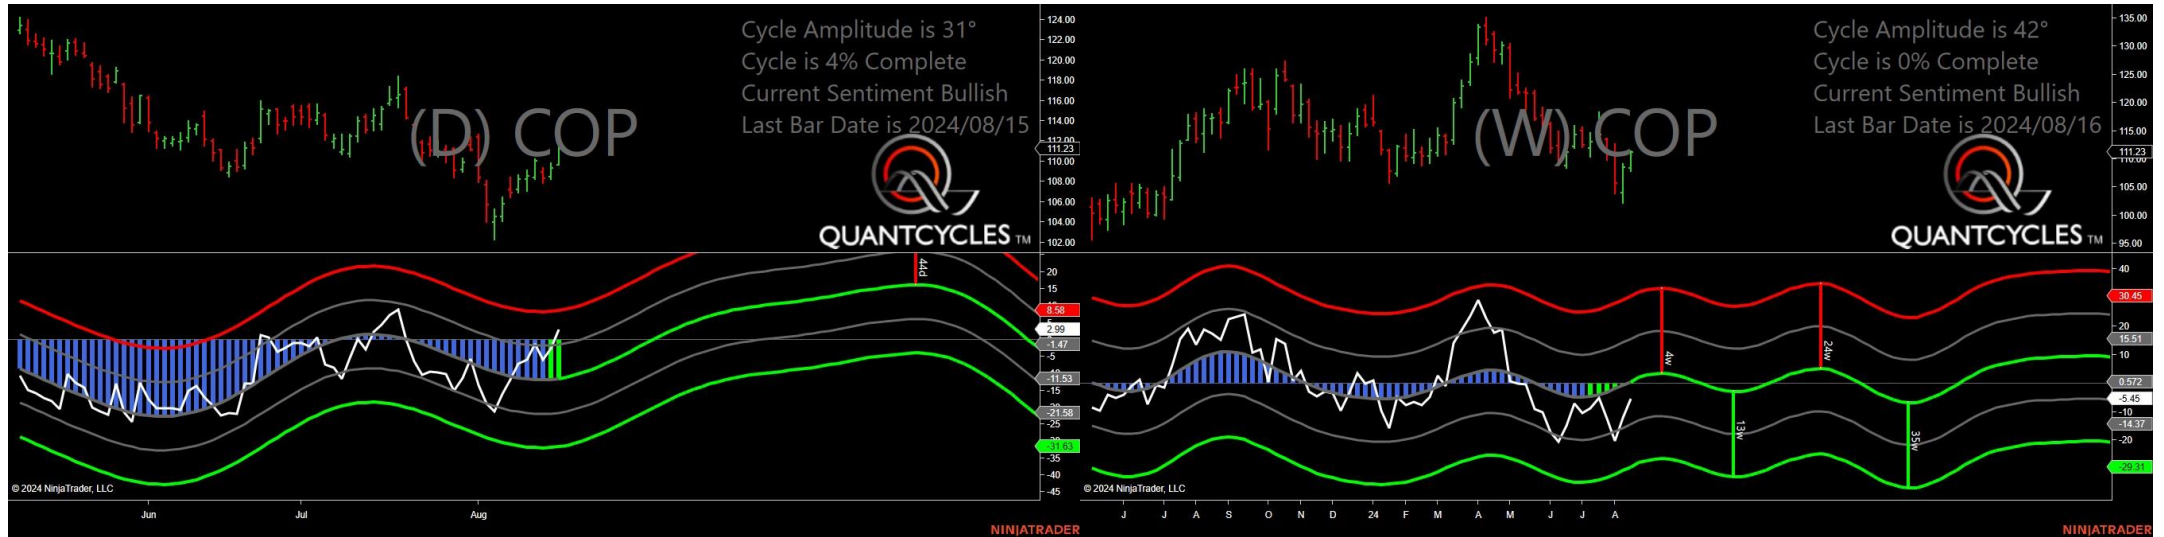 Cycle Amplitude is 31°
Cycle is 4% Complete
Current Sentiment Bullish
Last Bar Date is 2024/08/15
(D) COP
QUANTCYCLES TM
124.00
122.00
120.00
118.00
116.00
114.00
112.00
111.23
110.00
108.00
106.00
104.00
102.00
44d
20
15
8.58
2.99
-1.47
-5
-11.53
-15
-21.58
-31.63
-35
-40
-45
© 2024 NinjaTrader, LLC
Jun
Jul
Aug
NINJATRADER
Cycle Amplitude is 42°
Cycle is 0% Complete
Current Sentiment Bullish
Last Bar Date is 2024/08/16
(W) COP
QUANTCYCLES TM
135.00
130.00
125.00
120.00
115.00
111.23
110.00
105.00
100.00
95.00
4w
24w
13w
35w
40
30.45
20
15.51
10
0.572
-5.45
-10
-14.37
-20
-29.31
© 2024 NinjaTrader, LLC
J J A S O N D 24 F M A M J J A
NINJATRADER